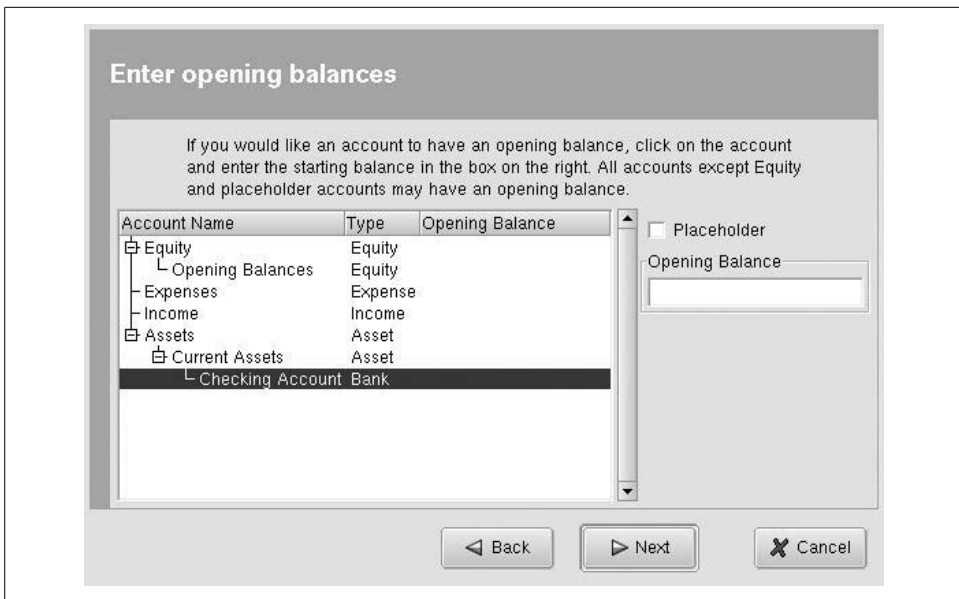 Enter opening balances
If you would like an account to have an opening balance, click on the account
and enter the starting balance in the box on the right. All accounts except Equity
and placeholder accounts may have an opening balance.
Account Name Type Opening Balance
Equity Equity
Opening Balances Equity
Expenses Expense
Income Income
Assets Asset
Current Assets Asset
Checking Account Bank
Placeholder
Opening Balance
Back Next Cancel